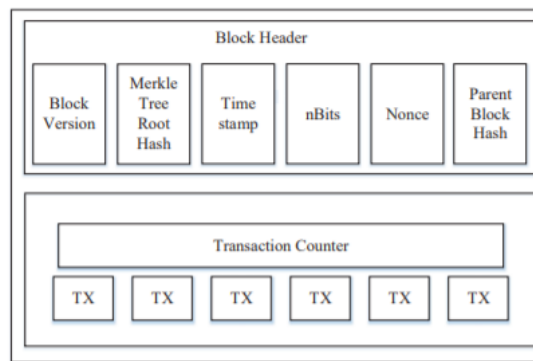 Block Header
Block
Version
Merkle
Tree
Root
Hash
Time
stamp
nBits
Nonce
Parent
Block
Hash
Transaction Counter
TX
TX
TX
TX
TX
TX